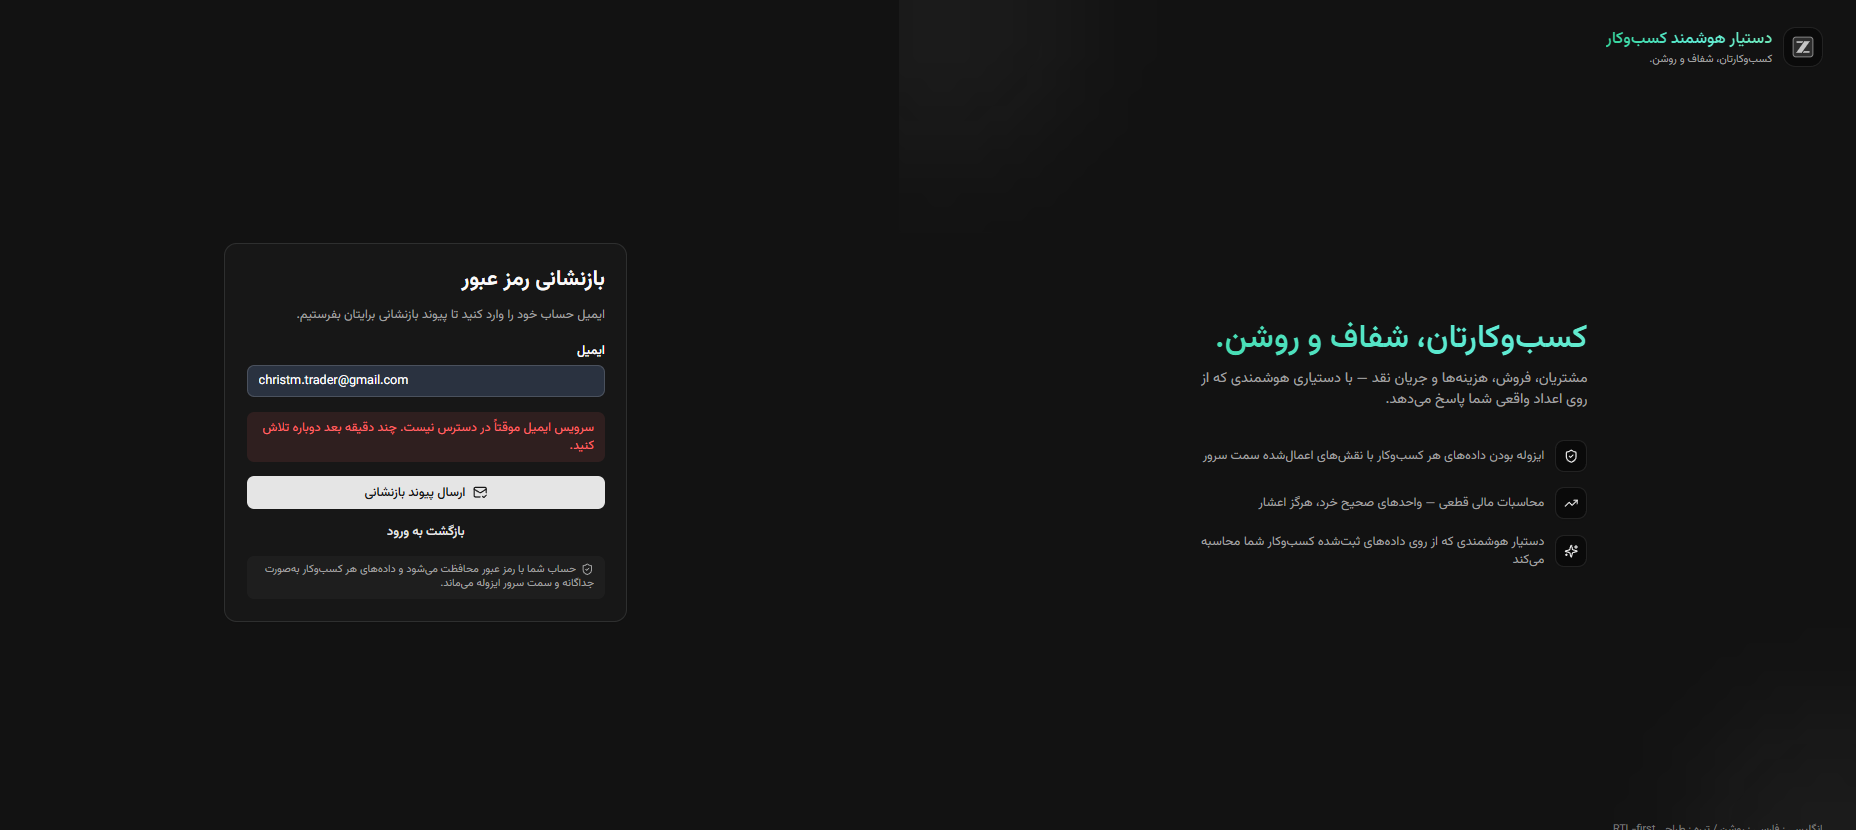 دستیار هوشمند کسب‌وکار
کسب‌وکارتان، شفاف و روشن.
کسب‌وکارتان، شفاف و روشن.
مشتریان، فروش، هزینه‌ها و جریان نقد — با دستیاری هوشمندی که از
روی اعداد واقعی شما پاسخ می‌دهد.
ایزوله بودن داده‌های هر کسب‌وکار با نقش‌های اعمال‌شده سمت سرور
محاسبات مالی قطعی — واحدهای صحیح خرد، هرگز اعشار
دستیار هوشمندی که از روی داده‌های ثبت‌شده کسب‌وکار شما محاسبه
می‌کند
بازنشانی رمز عبور
ایمیل حساب خود را وارد کنید تا پیوند بازنشانی برایتان بفرستیم.
ایمیل
christm.trader@gmail.com
سرویس ایمیل موقتاً در دسترس نیست. چند دقیقه بعد دوباره تلاش
کنید.
ارسال پیوند بازنشانی
بازگشت به ورود
حساب شما با رمز عبور محافظت می‌شود و داده‌های هر کسب‌وکار به‌صورت
جداگانه و سمت سرور ایزوله می‌ماند.
RTL-first